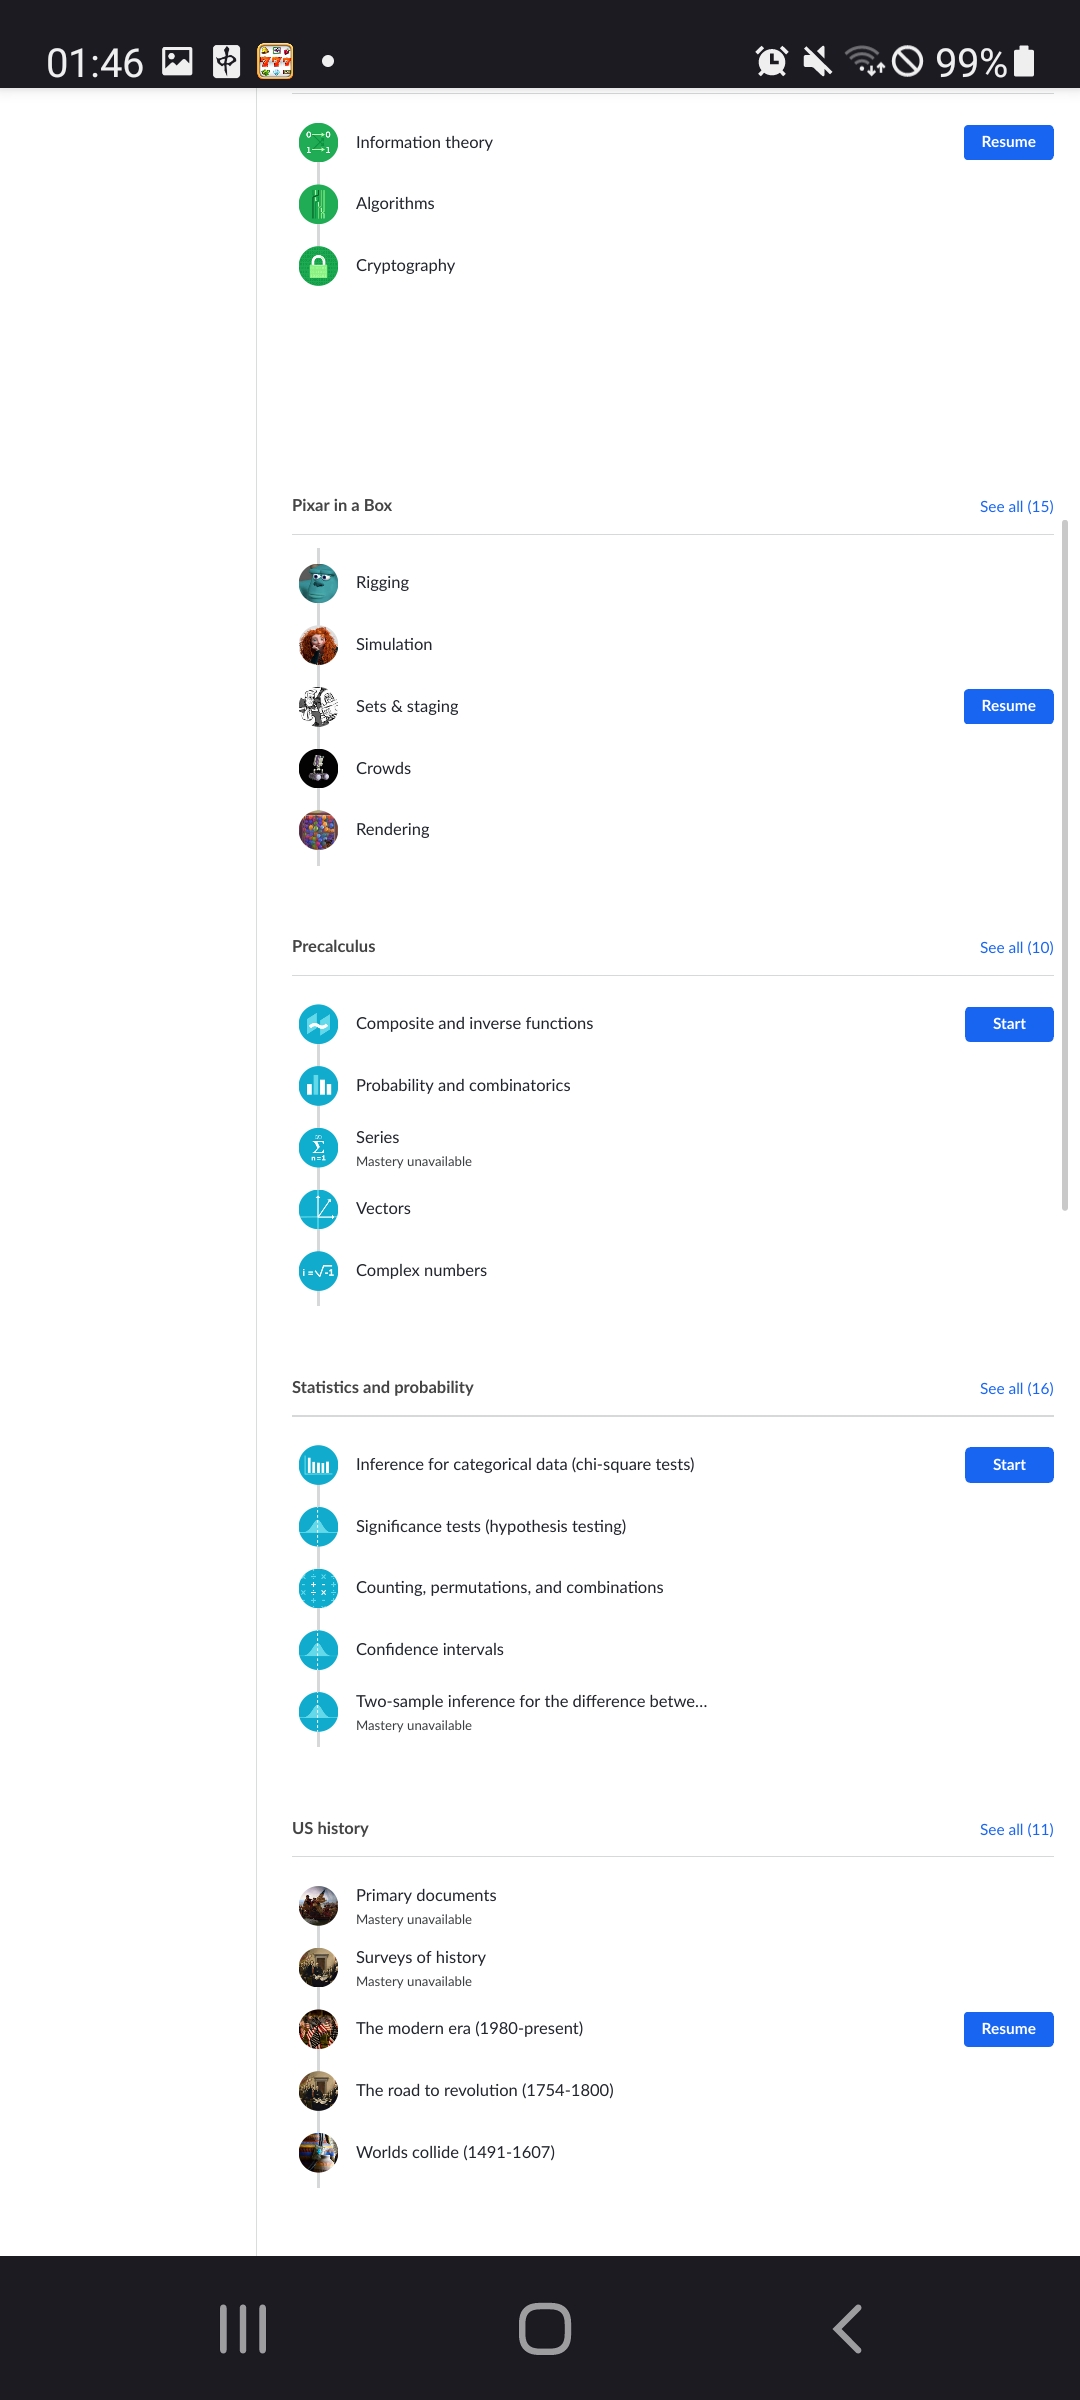 01:46
99%
Information theory
Resume
Algorithms
Cryptography
Pixar in a Box
See all (15)
Rigging
Simulation
Sets & staging
Resume
Crowds
Rendering
Precalculus
See all (10)
Composite and inverse functions
Start
Probability and combinatorics
Series
Mastery unavailable
Vectors
i = √-1
Complex numbers
Statistics and probability
See all (16)
Inference for categorical data (chi-square tests)
Start
Significance tests (hypothesis testing)
Counting, permutations, and combinations
Confidence intervals
Two-sample inference for the difference betwe...
Mastery unavailable
US history
See all (11)
Primary documents
Mastery unavailable
Surveys of history
Mastery unavailable
The modern era (1980-present)
Resume
The road to revolution (1754-1800)
Worlds collide (1491-1607)